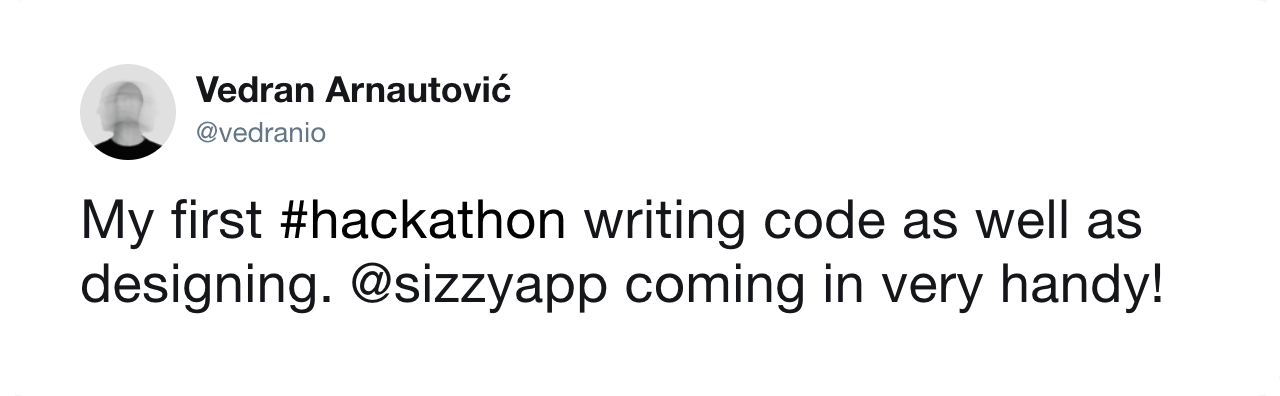 Vedran Arnautović
@vedranio
My first #hackathon writing code as well as
designing. @sizzyapp coming in very handy!